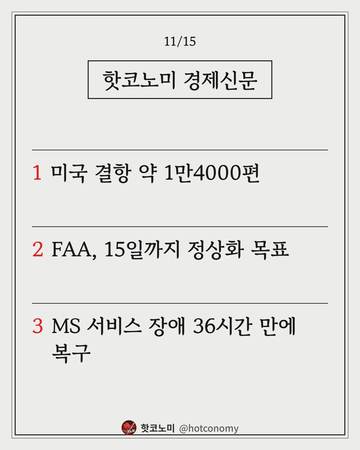 11/15
핫코노미 경제신문
1 미국 결항 약 1만4000편
2 FAA, 15일까지 정상화 목표
3 MS 서비스 장애 36시간 만에
복구
핫코노미 @hotconomy